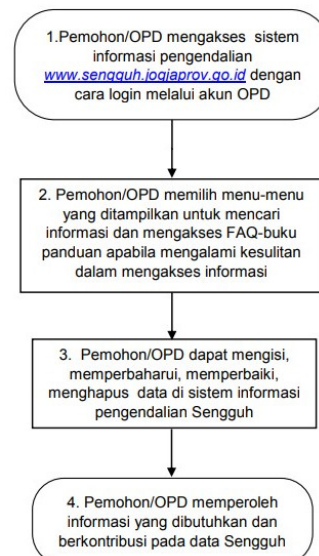 1.Pemohon/OPD mengakses sistem
informasi pengendalian
www.sengguh.jogjaprov.go.id dengan
cara login melalui akun OPD
2. Pemohon/OPD memilih menu-menu
yang ditampilkan untuk mencari
informasi dan mengakses FAQ-buku
panduan apabila mengalami kesulitan
dalam mengakses informasi
3. Pemohon/OPD dapat mengisi,
memperbaharui, memperbaiki,
menghapus data di sistem informasi
pengendalian Sengguh
4. Pemohon/OPD memperoleh
informasi yang dibutuhkan dan
berkontribusi pada data Sengguh